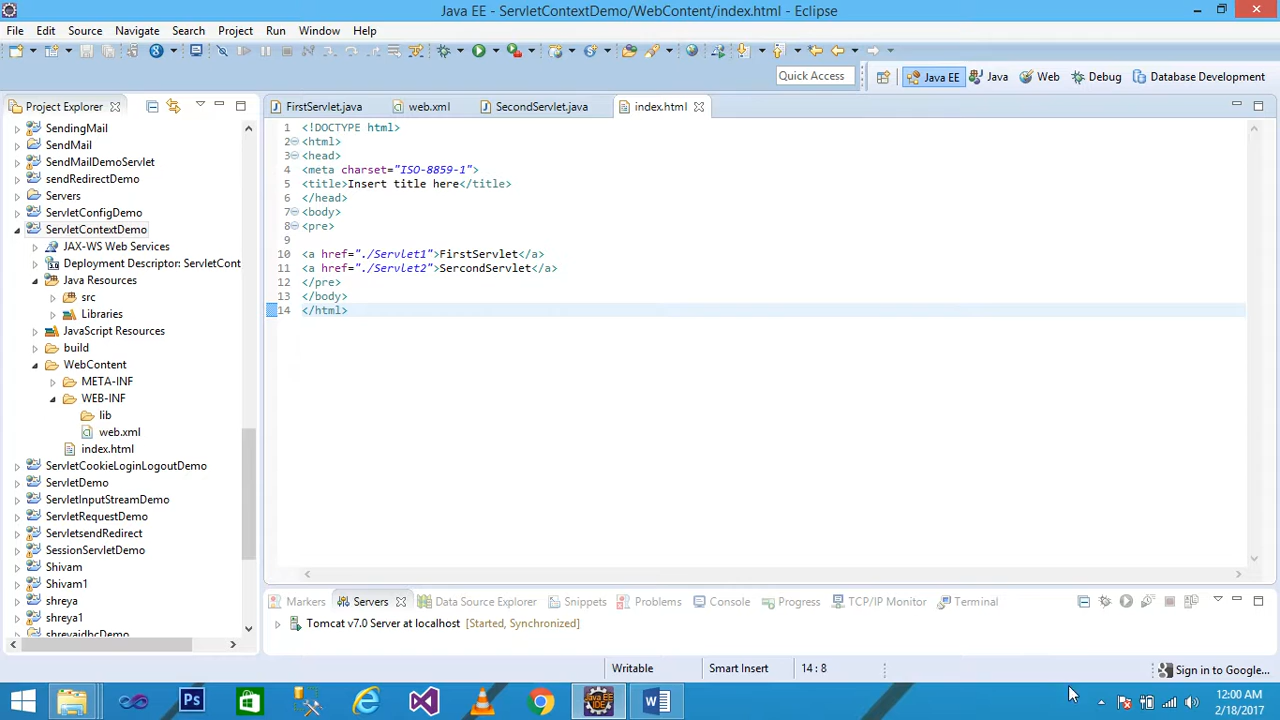 Java EE - ServletContextDemo/WebContent/index.html - Eclipse
File Edit Source Navigate Search Project Run Window Help
Quick Access Java EE Java Web Debug Database Development
Project Explorer
SendingMail
SendMail
SendMailDemoServlet
sendRedirectDemo
Servers
ServletConfigDemo
ServletContextDemo
JAX-WS Web Services
Deployment Descriptor: ServletCont
Java Resources
src
Libraries
JavaScript Resources
build
WebContent
META-INF
WEB-INF
lib
web.xml
index.html
ServletCookieLoginLogoutDemo
ServletDemo
ServletInputStreamDemo
ServletRequestDemo
ServletsendRedirect
SessionServletDemo
Shivam
Shivam1
shreya
shreya1
shreyajdbcDemo
FirstServlet.java web.xml SecondServlet.java index.html
1 <!DOCTYPE html>
2 <html>
3 <head>
4 <meta charset="ISO-8859-1">
5 <title>Insert title here</title>
6 </head>
7 <body>
8 <pre>
9
10 <a href="./Servlet1">FirstServlet</a>
11 <a href="./Servlet2">SercondServlet</a>
12 </pre>
13 </body>
14 </html>
Markers Servers Data Source Explorer Snippets Problems Console Progress TCP/IP Monitor Terminal
Tomcat v7.0 Server at localhost [Started, Synchronized]
Writable Smart Insert 14 : 8 Sign in to Google...
Ps Java EE IDE
12:00 AM
2/18/2017